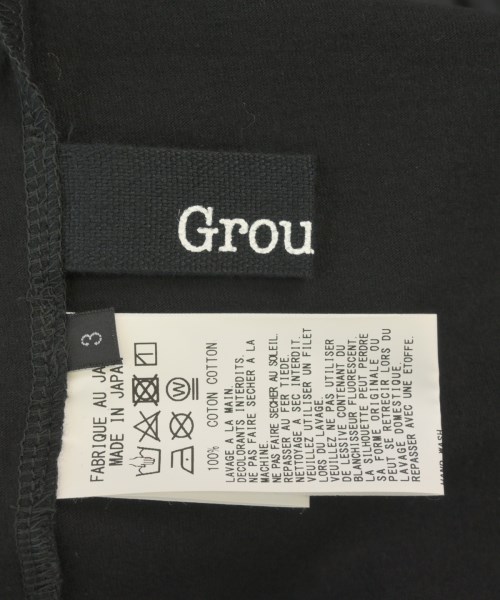 Grou
3
FABRIQUE AU JA
MADE IN JAPAN
100% COTON COTTON
LAVAGE A LA MAIN.
DECOLORANTS INTERDITS.
NE PAS FAIRE SECHER A LA
MACHINE.
NE PAS FAIRE SECHER AU SOLEIL.
REPASSER AU FER TIEDE.
NETTOYAGE A SEC INTERDIT.
VEUILLEZ UTILISER UN FILET
LORS DU LAVAGE.
VEUILLEZ NE PAS UTILISER
DE LESSIVE CONTENANT DU
BLANCHISSEUR FLUORESCENT.
LA SILHOUETTE PEUT PERDRE
SA FORME ORIGINALE OU
PEUT SE RETRECIR LORS DU
LAVAGE DOMESTIQUE.
REPASSER AVEC UNE ETOFFE.
HAND WASH